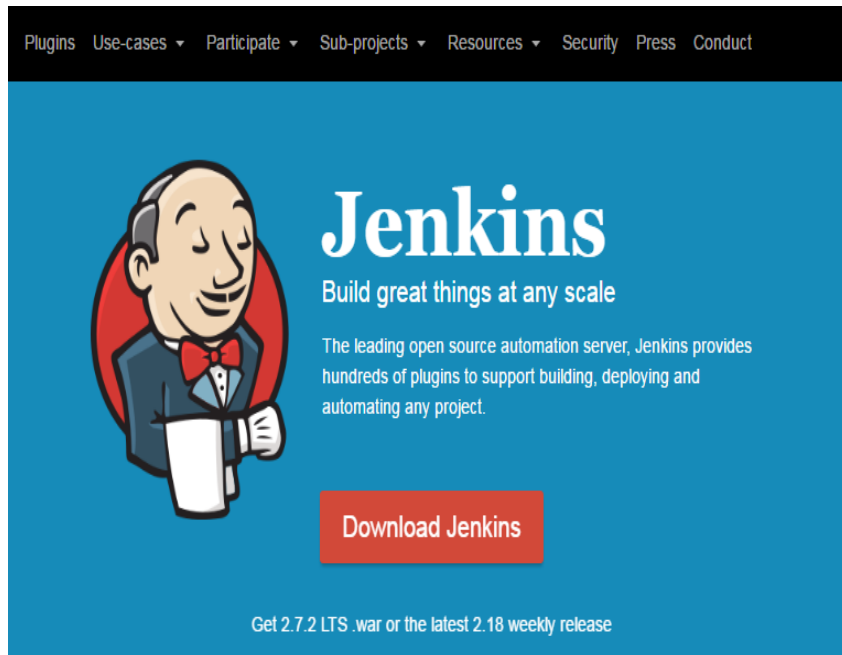 Plugins Use-cases Participate Sub-projects Resources Security Press Conduct
Jenkins
Build great things at any scale
The leading open source automation server, Jenkins provides
hundreds of plugins to support building, deploying and
automating any project.
Download Jenkins
Get 2.7.2 LTS .war or the latest 2.18 weekly release